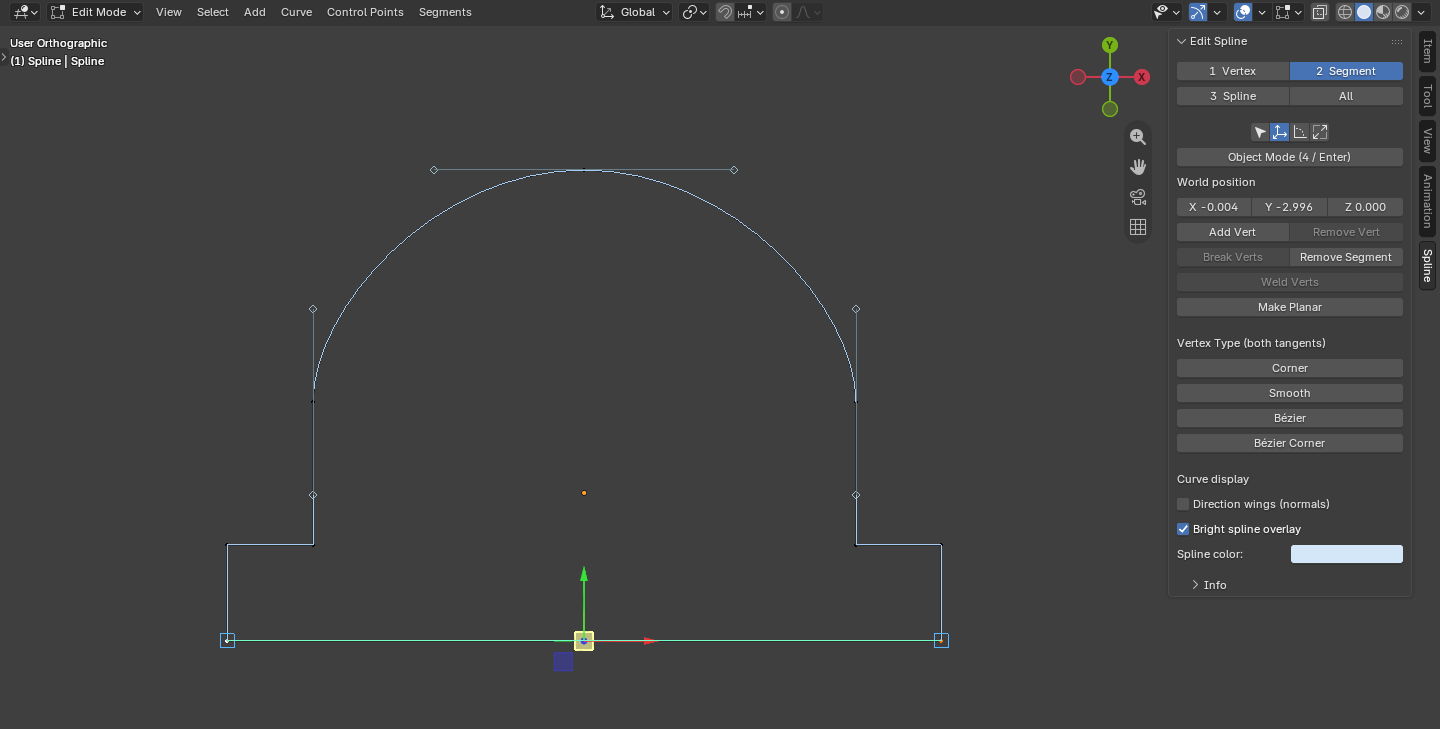 Edit Mode View Select Add Curve Control Points Segments Global
User Orthographic
(1) Spline | Spline
Y
Z X
Edit Spline
1 Vertex 2 Segment
3 Spline All
Object Mode (4 / Enter)
World position
X -0.004 Y -2.996 Z 0.000
Add Vert Remove Vert
Break Verts Remove Segment
Weld Verts
Make Planar
Vertex Type (both tangents)
Corner
Smooth
Bézier
Bézier Corner
Curve display
Direction wings (normals)
Bright spline overlay
Spline color:
Info
Item
Tool
View
Animation
Spline